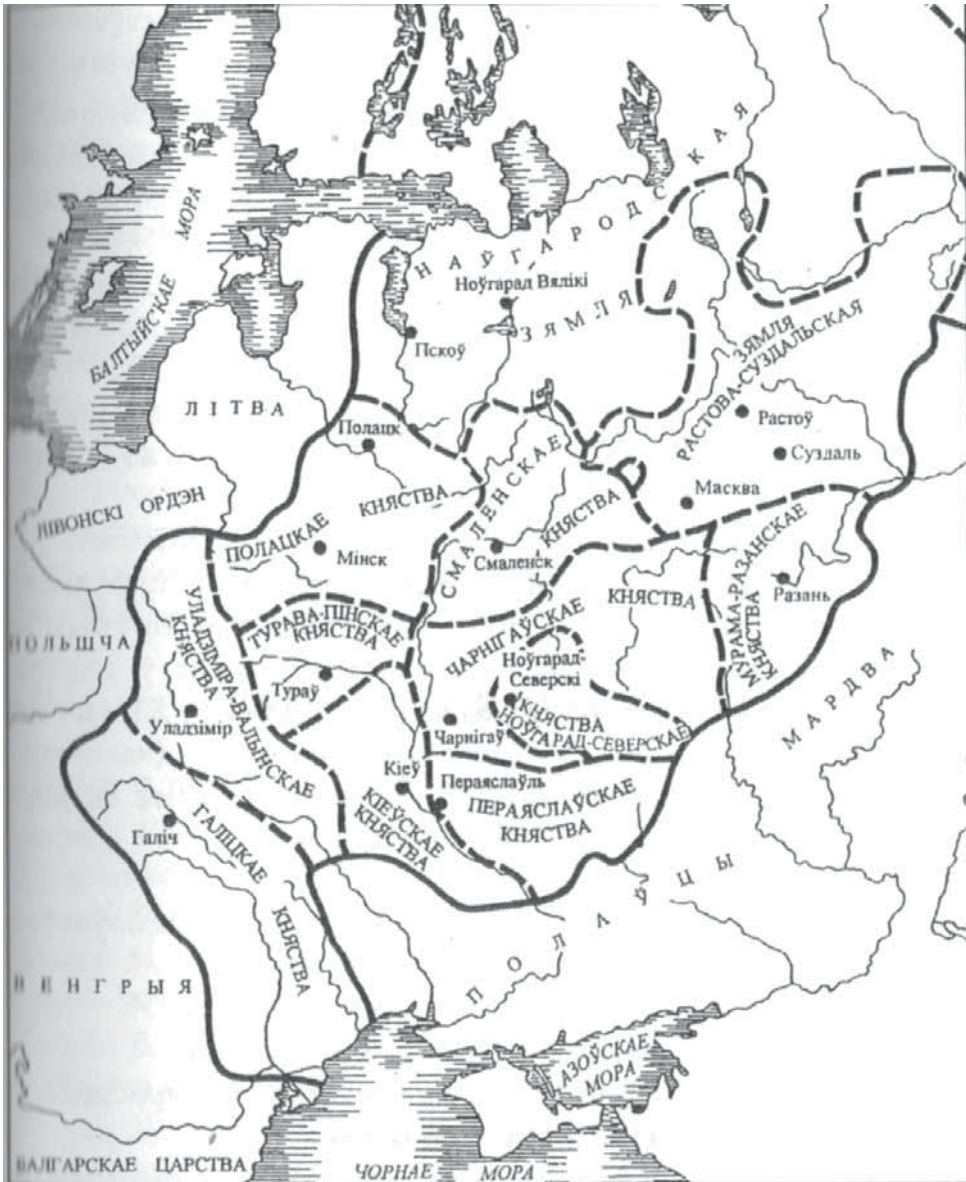 НАЎГАРОДСКАЯ
ЗЯМЛЯ
Ноўгарад Вялікі
Пскоў
БАЛТЫЙСКАЕ МОРА
ЛІТВА
Полацк
ЗЯМЛЯ
РАСТОВА-СУЗДАЛЬСКАЯ
Растоў
Суздаль
Масква
ЛІВОНСКІ ОРДЭН
ПОЛАЦКАЕ КНЯСТВА
Мінск
СМАЛЕНСКАЕ КНЯСТВА
Смаленск
МУРАМА-РАЗАНСКАЕ
КНЯСТВА
Разань
ПОЛЬШЧА
УЛАДЗІМІРА-ВАЛЫНСКАЕ
КНЯСТВА
Уладзімір
ТУРАВА-ПІНСКАЕ
КНЯСТВА
Тураў
ЧАРНІГАЎСКАЕ КНЯСТВА
Ноўгарад-
Северскі
КНЯСТВА
НОЎГАРАД-СЕВЕРСКАЕ
Чарнігаў
МАРДВА
Кіеў
КІЕЎСКАЕ
КНЯСТВА
Пераяслаўль
ПЕРАЯСЛАЎСКАЕ
КНЯСТВА
Галіч
ГАЛІЦКАЕ
КНЯСТВА
ПОЛАЎЦЫ
ВЕНГРЫЯ
АЗОЎСКАЕ
МОРА
ВАЛГАРСКАЕ ЦАРСТВА
ЧОРНАЕ МОРА